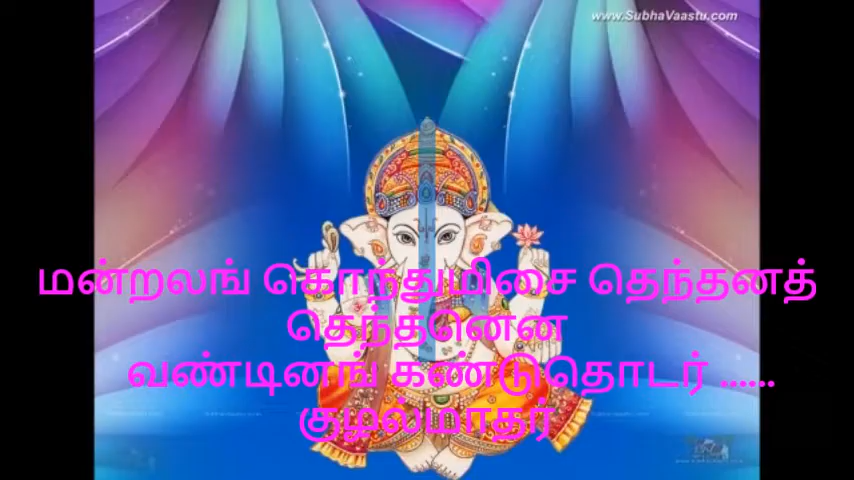 www.SubhaVaastu.com
மன்றலங் கொந்துமிசை தெந்தனத்
தெந்தனென
வண்டினங் கண்டுதொடர் ......
குழல்மாதர்